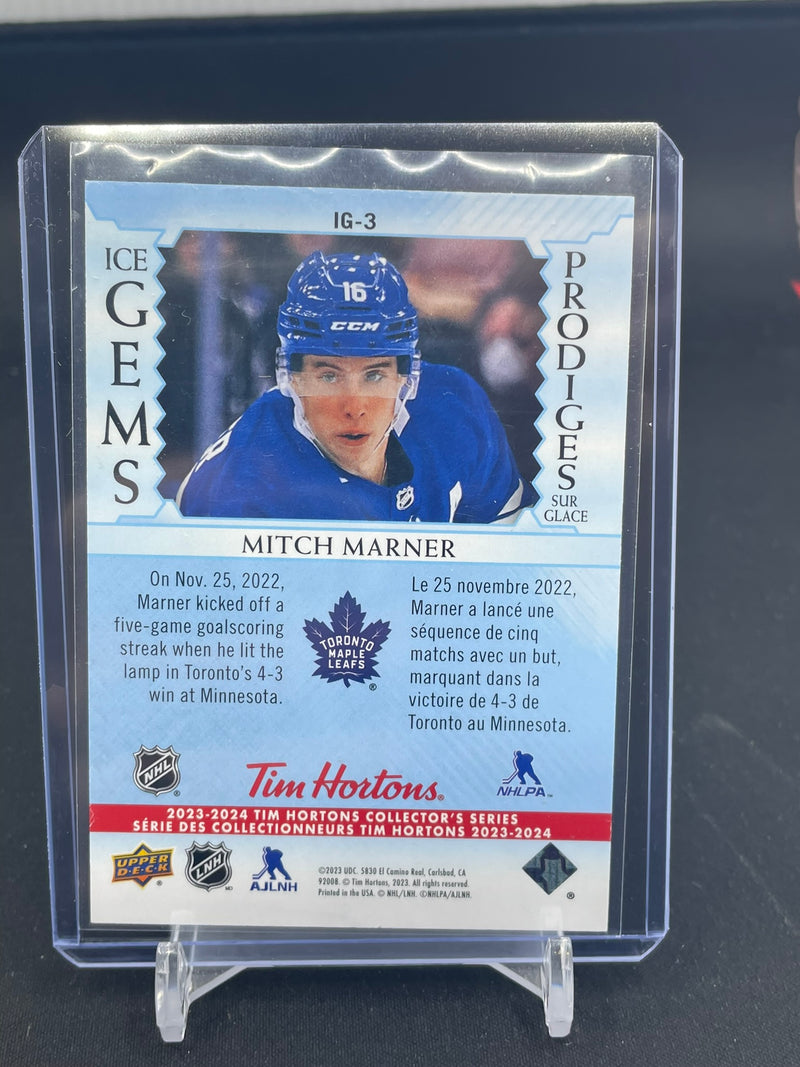 IG-3
ICE
GEMS
PRODIGES
SUR
GLACE
16
CCM
MITCH MARNER
On Nov. 25, 2022,
Marner kicked off a
five-game goalscoring
streak when he lit the
lamp in Toronto's 4-3
win at Minnesota.
TORONTO
MAPLE
LEAFS
®
Le 25 novembre 2022,
Marner a lancé une
séquence de cinq
matchs avec un but,
marquant dans la
victoire de 4-3 de
Toronto au Minnesota.
NHL ®
Tim Hortons®
NHLPA™
2023-2024 TIM HORTONS COLLECTOR'S SERIES
SÉRIE DES COLLECTIONNEURS TIM HORTONS 2023-2024
UPPER
D·E·C·K ®
LNH MD
AJLNH
©2023 UDC. 5830 El Camino Real, Carlsbad, CA
92008. © Tim Hortons, 2023. All rights reserved.
Printed in the USA. © NHL/LNH. ©NHLPA/AJLNH.
®